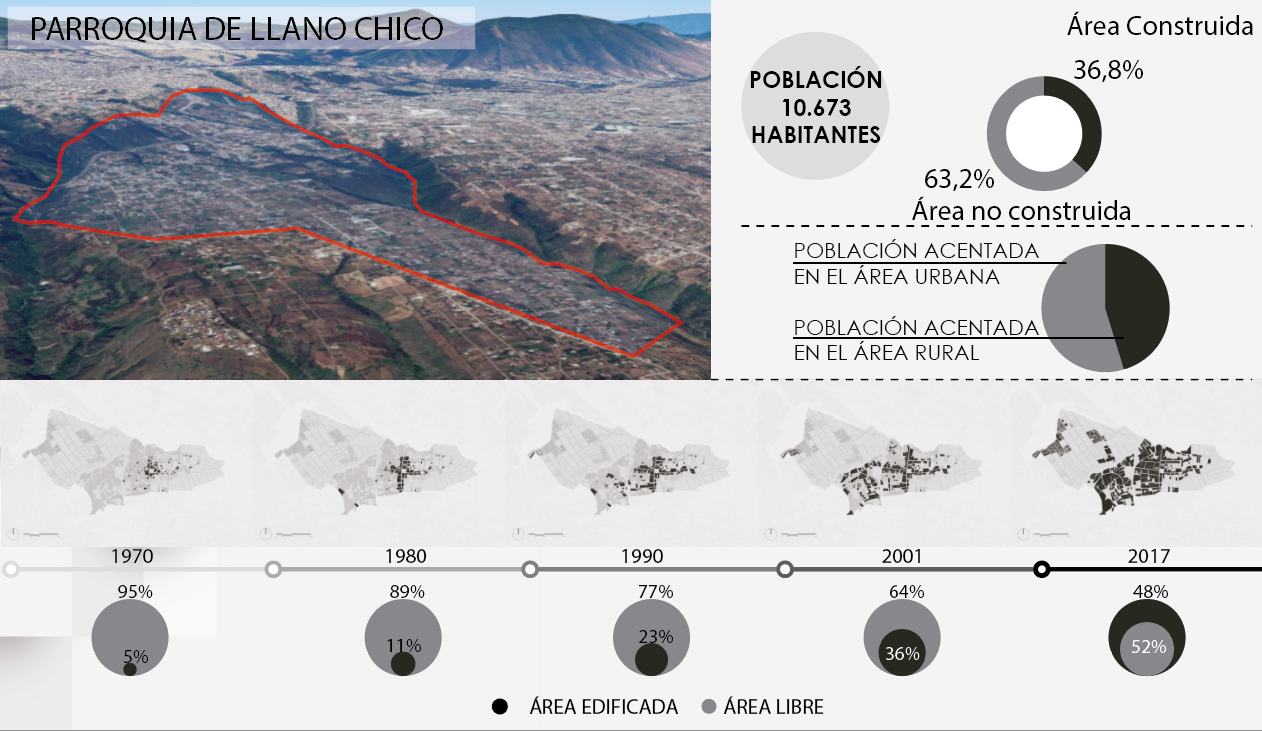 PARROQUIA DE LLANO CHICO
POBLACIÓN
10.673
HABITANTES
Área Construida
36,8%
63,2%
Área no construida
POBLACIÓN ACENTADA
EN EL ÁREA URBANA
POBLACIÓN ACENTADA
EN EL ÁREA RURAL
1970
1980
1990
2001
2017
95%
89%
77%
64%
48%
5%
11%
23%
36%
52%
ÁREA EDIFICADA
ÁREA LIBRE